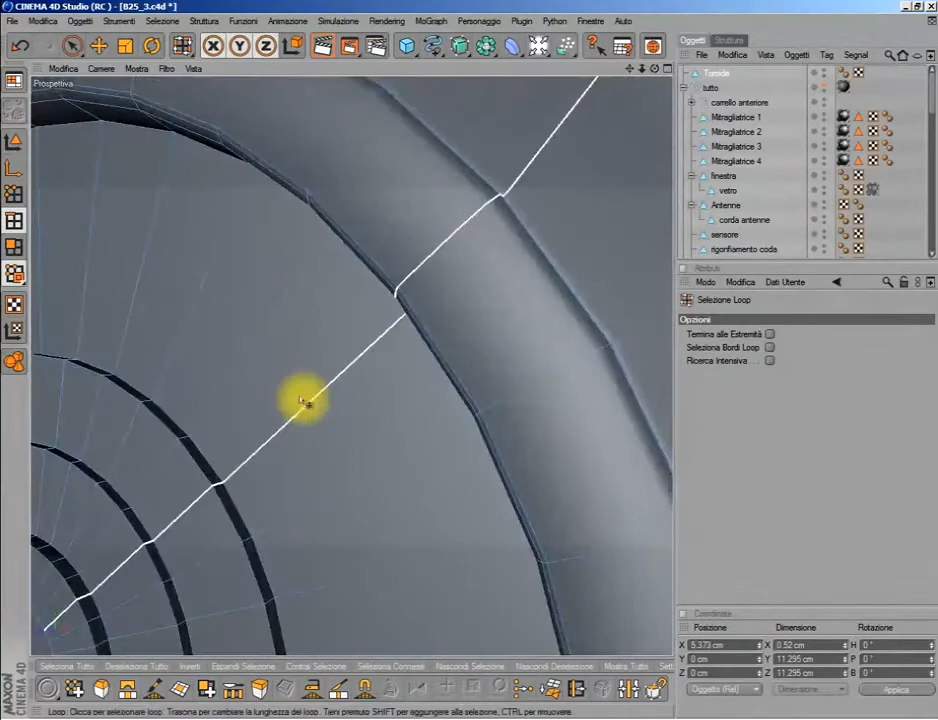 CINEMA 4D Studio (RC) - [B25_3.c4d *]
File Modifica Oggetti Strumenti Selezione Struttura Funzioni Animazione Simulazione Rendering MoGraph Personaggio Plugin Python Finestre Aiuto
Modifica Camere Mostra Filtro Vista
Prospettiva
Oggetti Struttura
File Modifica Vista Oggetti Tag Segnal
Toroide
tutto
carrello anteriore
Mitragliatrice 1
Mitragliatrice 2
Mitragliatrice 3
Mitragliatrice 4
finestra
vetro
Antenne
corda antenne
sensore
rigonfiamento coda
Attributi
Modo Modifica Dati Utente
Selezione Loop
Opzioni
Termina alle Estremità
Seleziona Bordi Loop
Ricerca Intensiva
Coordinate
Posizione Dimensione Rotazione
X 5.373 cm X 0.52 cm H 0°
Y 0 cm Y 11.295 cm P 0°
Z 0 cm Z 11.295 cm B 0°
Oggetto (Rel) Dimensione Applica
Seleziona Tutto Deseleziona Tutto Inverti Espandi Selezione Contrai Selezione Seleziona Connessi Nascondi Selezione Nascondi Deselezione Mostra Tutto
MAXON
CINEMA 4D
Loop: Clicca per selezionare loop. Trascina per cambiare la lunghezza del loop. Tieni premuto SHIFT per aggiungere alla selezione, CTRL per rimuovere.